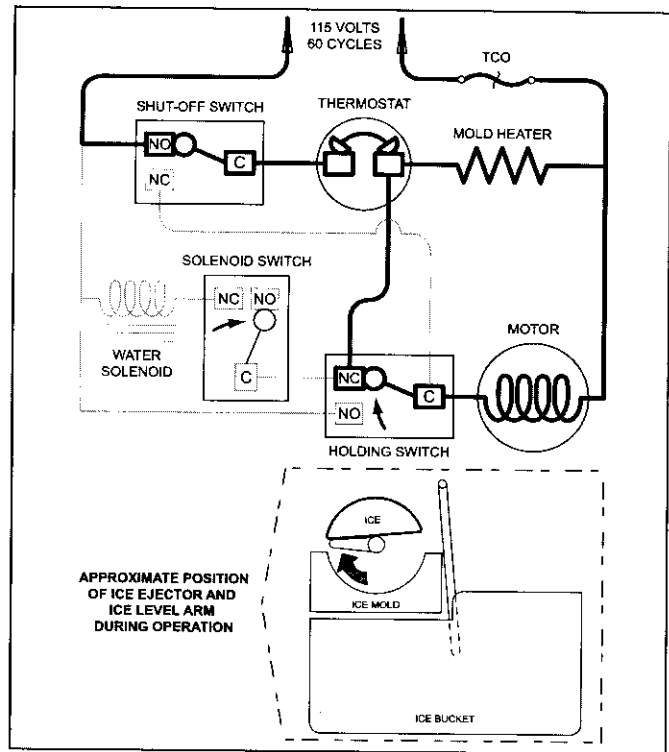 115 VOLTS
60 CYCLES
TCO
SHUT-OFF SWITCH
THERMOSTAT
MOLD HEATER
NO
C
NC
SOLENOID SWITCH
NC
NO
C
WATER
SOLENOID
MOTOR
NC
C
NO
HOLDING SWITCH
ICE
ICE MOLD
APPROXIMATE POSITION
OF ICE EJECTOR AND
ICE LEVEL ARM
DURING OPERATION
ICE BUCKET